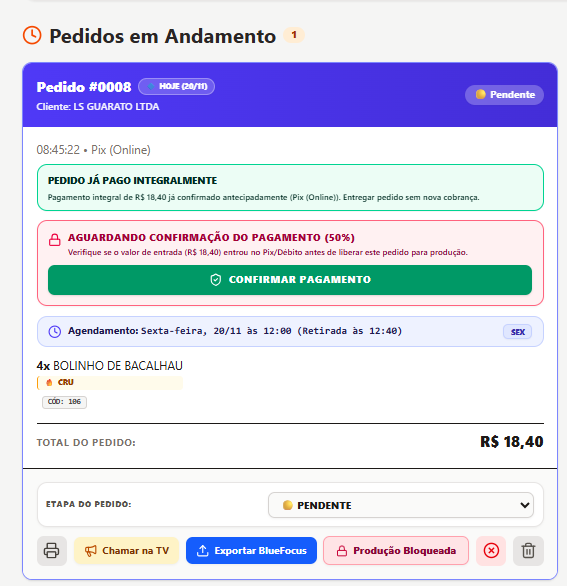 Pedidos em Andamento 1
Pedido #0008 HOJE (20/11)
Pendente
Cliente: LS GUARATO LTDA
08:45:22 • Pix (Online)
PEDIDO JÁ PAGO INTEGRALMENTE
Pagamento integral de R$ 18,40 já confirmado antecipadamente (Pix (Online)). Entregar pedido sem nova cobrança.
AGUARDANDO CONFIRMAÇÃO DO PAGAMENTO (50%)
Verifique se o valor de entrada (R$ 18,40) entrou no Pix/Débito antes de liberar este pedido para produção.
CONFIRMAR PAGAMENTO
Agendamento: Sexta-feira, 20/11 às 12:00 (Retirada às 12:40) SEX
4x BOLINHO DE BACALHAU
CRU
CÓD: 106
TOTAL DO PEDIDO: R$ 18,40
ETAPA DO PEDIDO: PENDENTE
Chamar na TV Exportar BlueFocus Produção Bloqueada